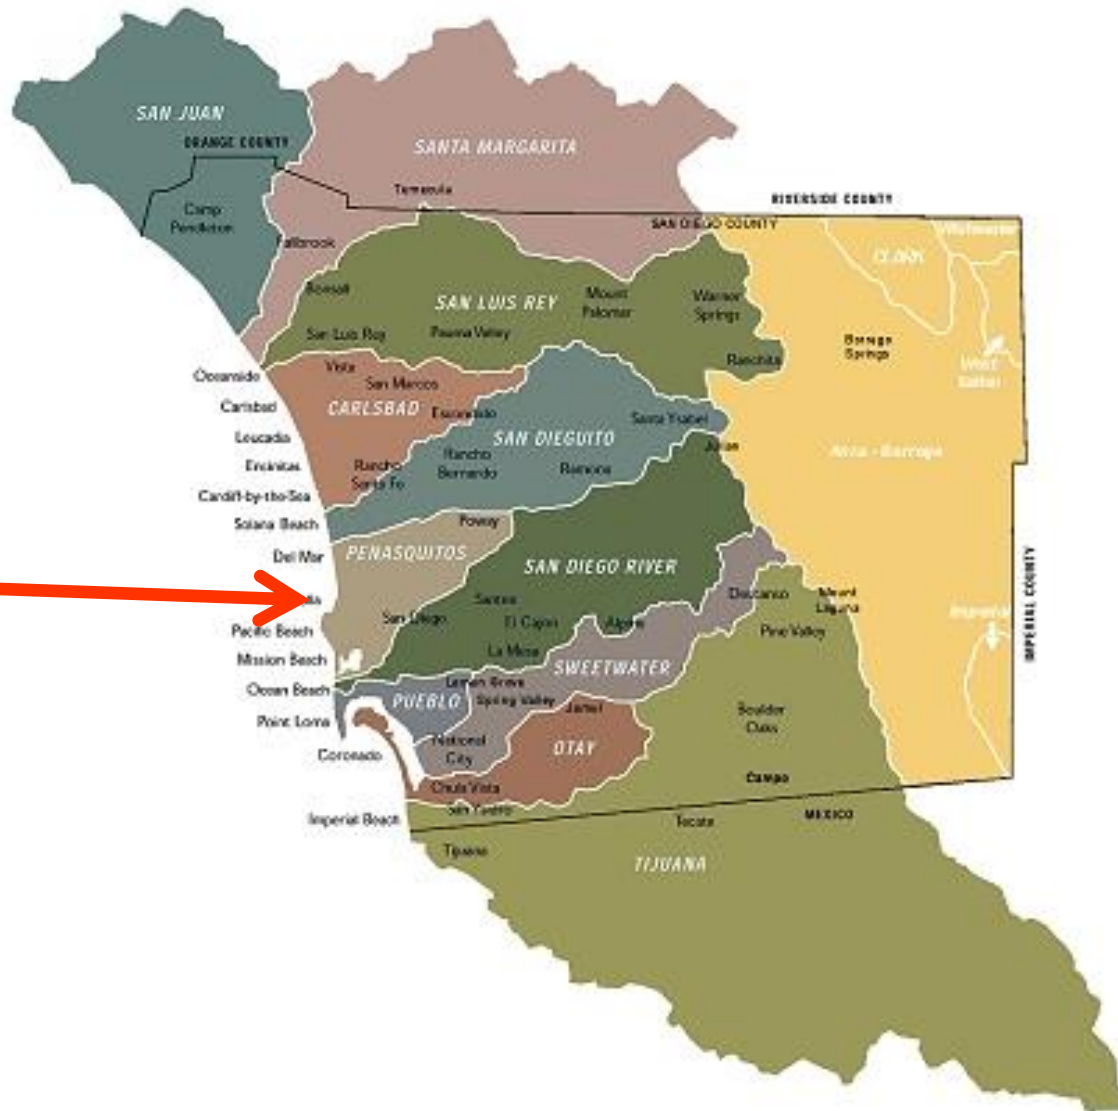 SAN JUAN
ORANGE COUNTY
SANTA MARGARITA
Temecula
RIVERSIDE COUNTY
Camp
Pendleton
SAN DIEGO COUNTY
Fallbrook
CLARK
Bonsall
SAN LUIS REY
Mount
Palomar
Warner
Springs
San Luis Rey
Pauma Valley
Borrego
Springs
Ranchita
West
Salton
Oceanside
Vista
San Marcos
Carlsbad
CARLSBAD
Escondido
Santa Ysabel
Leucadia
SAN DIEGUITO
Julian
Encinitas
Rancho
Santa Fe
Rancho
Bernardo
Ramona
Anza - Borrego
Cardiff-by-the-Sea
Solana Beach
Poway
Del Mar
PENASQUITOS
SAN DIEGO RIVER
IMPERIAL COUNTY
lla
Santee
Descanso
Mount
Laguna
Imperial
San Diego
El Cajon
Alpine
Pacific Beach
Pine Valley
La Mesa
Mission Beach
SWEETWATER
Ocean Beach
Lemon Grove
PUEBLO
Spring Valley
Jamul
Boulder
Oaks
Point Loma
National
City
OTAY
Coronado
Campo
Chula Vista
San Ysidro
Imperial Beach
Tecate
MEXICO
Tijuana
TIJUANA